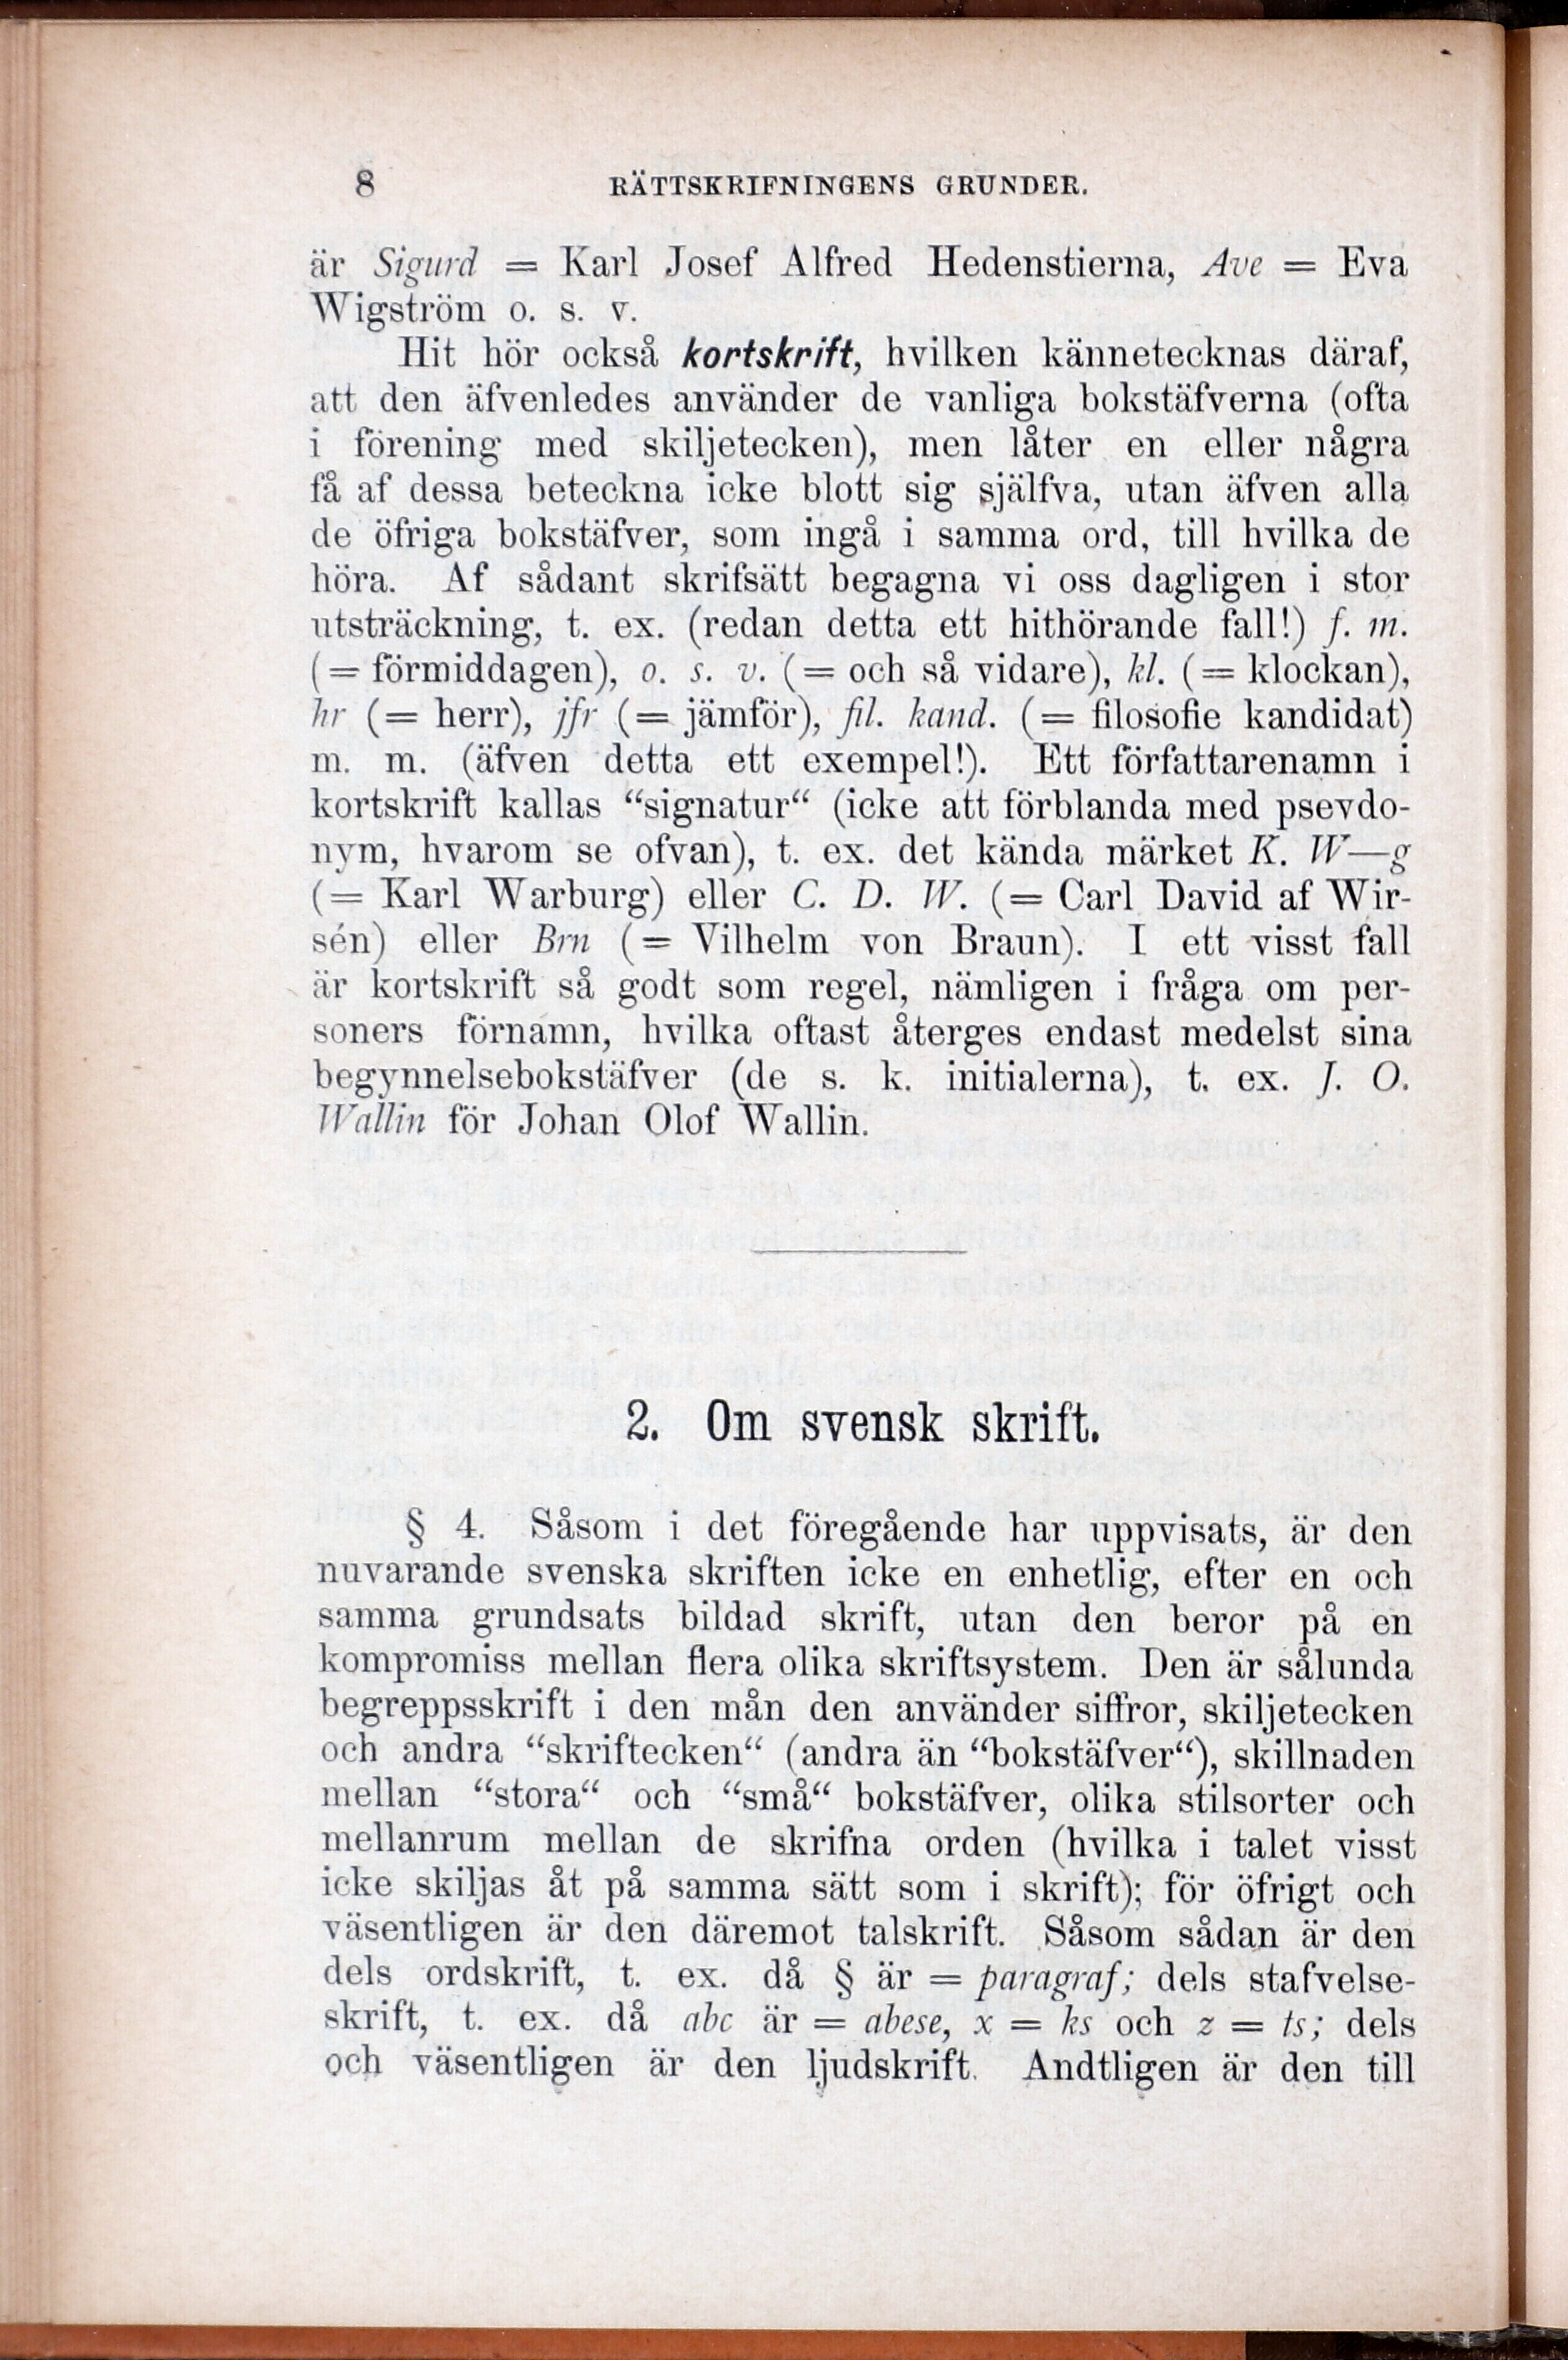 8 RÄTTSKRIFNINGENS GRUNDER.
är Sigurd = Karl Josef Alfred Hedenstierna, Ave = Eva
Wigström o. s. v.
Hit hör också kortskrift, hvilken kännetecknas däraf,
att den äfvenledes använder de vanliga bokstäfverna (ofta
i förening med skiljetecken), men låter en eller några
få af dessa beteckna icke blott sig själfva, utan äfven alla
de öfriga bokstäfver, som ingå i samma ord, till hvilka de
höra. Af sådant skrifsätt begagna vi oss dagligen i stor
utsträckning, t. ex. (redan detta ett hithörande fall!) f. m.
(= förmiddagen), o. s. v. (= och så vidare), kl. (= klockan),
hr (= herr), jfr (= jämför), fil. kand. (= filosofie kandidat)
m. m. (äfven detta ett exempel!). Ett författarenamn i
kortskrift kallas “signatur“ (icke att förblanda med psevdo-
nym, hvarom se ofvan), t. ex. det kända märket K. W—g
(= Karl Warburg) eller C. D. W. (= Carl David af Wir-
sén) eller Brn (= Vilhelm von Braun). I ett visst fall
är kortskrift så godt som regel, nämligen i fråga om per-
soners förnamn, hvilka oftast återges endast medelst sina
begynnelsebokstäfver (de s. k. initialerna), t. ex. J. O.
Wallin för Johan Olof Wallin.
2. Om svensk skrift.
§ 4. Såsom i det föregående har uppvisats, är den
nuvarande svenska skriften icke en enhetlig, efter en och
samma grundsats bildad skrift, utan den beror på en
kompromiss mellan flera olika skriftsystem. Den är sålunda
begreppsskrift i den mån den använder siffror, skiljetecken
och andra “skriftecken“ (andra än “bokstäfver“), skillnaden
mellan “stora“ och “små“ bokstäfver, olika stilsorter och
mellanrum mellan de skrifna orden (hvilka i talet visst
icke skiljas åt på samma sätt som i skrift); för öfrigt och
väsentligen är den däremot talskrift. Såsom sådan är den
dels ordskrift, t. ex. då § är = paragraf; dels stafvelse-
skrift, t. ex. då abc är = abese, x = ks och z = ts; dels
och väsentligen är den ljudskrift. Andtligen är den till